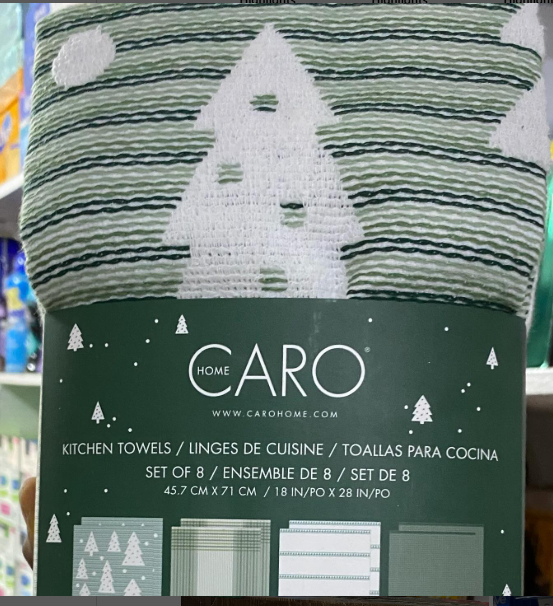 HOME CARO®
WWW.CAROHOME.COM
KITCHEN TOWELS / LINGES DE CUISINE / TOALLAS PARA COCINA
SET OF 8 / ENSEMBLE DE 8 / SET DE 8
45.7 CM X 71 CM / 18 IN/PO X 28 IN/PO